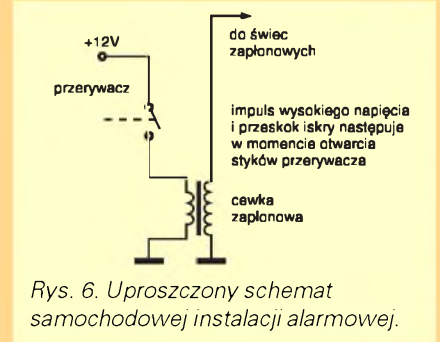 +12V
do świec
zapłonowych
przerywacz
impuls wysokiego napięcia
i przeskok iskry następuje
w momencie otwarcia
styków przerywacza
cewka
zapłonowa
Rys. 6. Uproszczony schemat
samochodowej instalacji alarmowej.